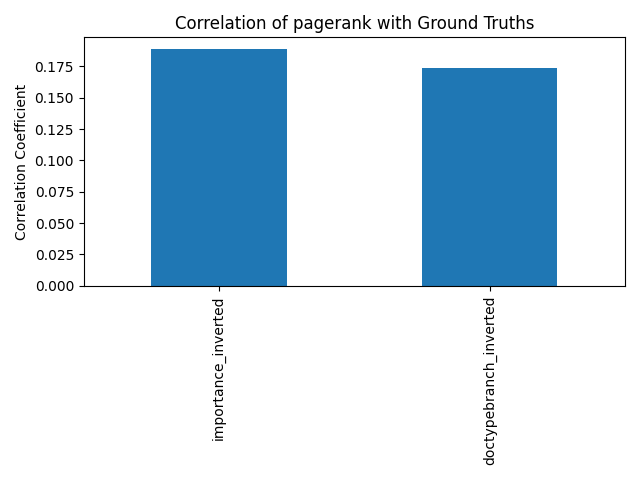 Correlation of pagerank with Ground Truths
Correlation Coefficient
0.175
0.150
0.125
0.100
0.075
0.050
0.025
0.000
importance_inverted
doctypebranch_inverted